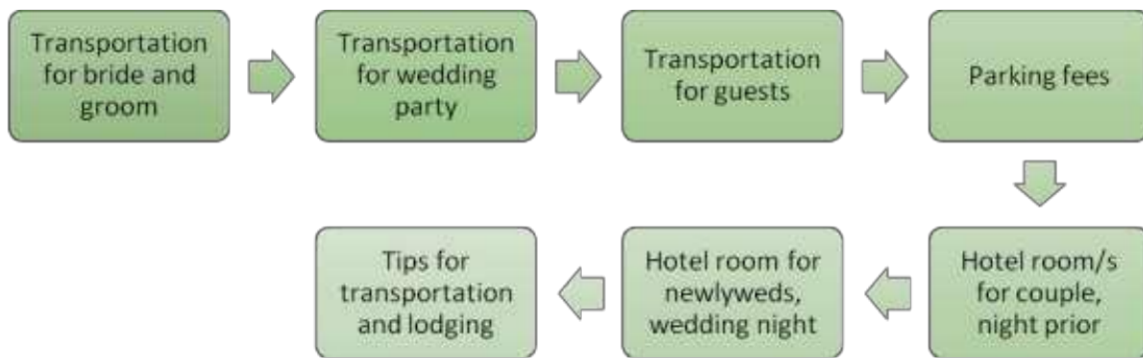 Transportation
for bride and
groom
Transportation
for wedding
party
Transportation
for guests
Parking fees
Hotel room/s
for couple,
night prior
Hotel room for
newlyweds,
wedding night
Tips for
transportation
and lodging